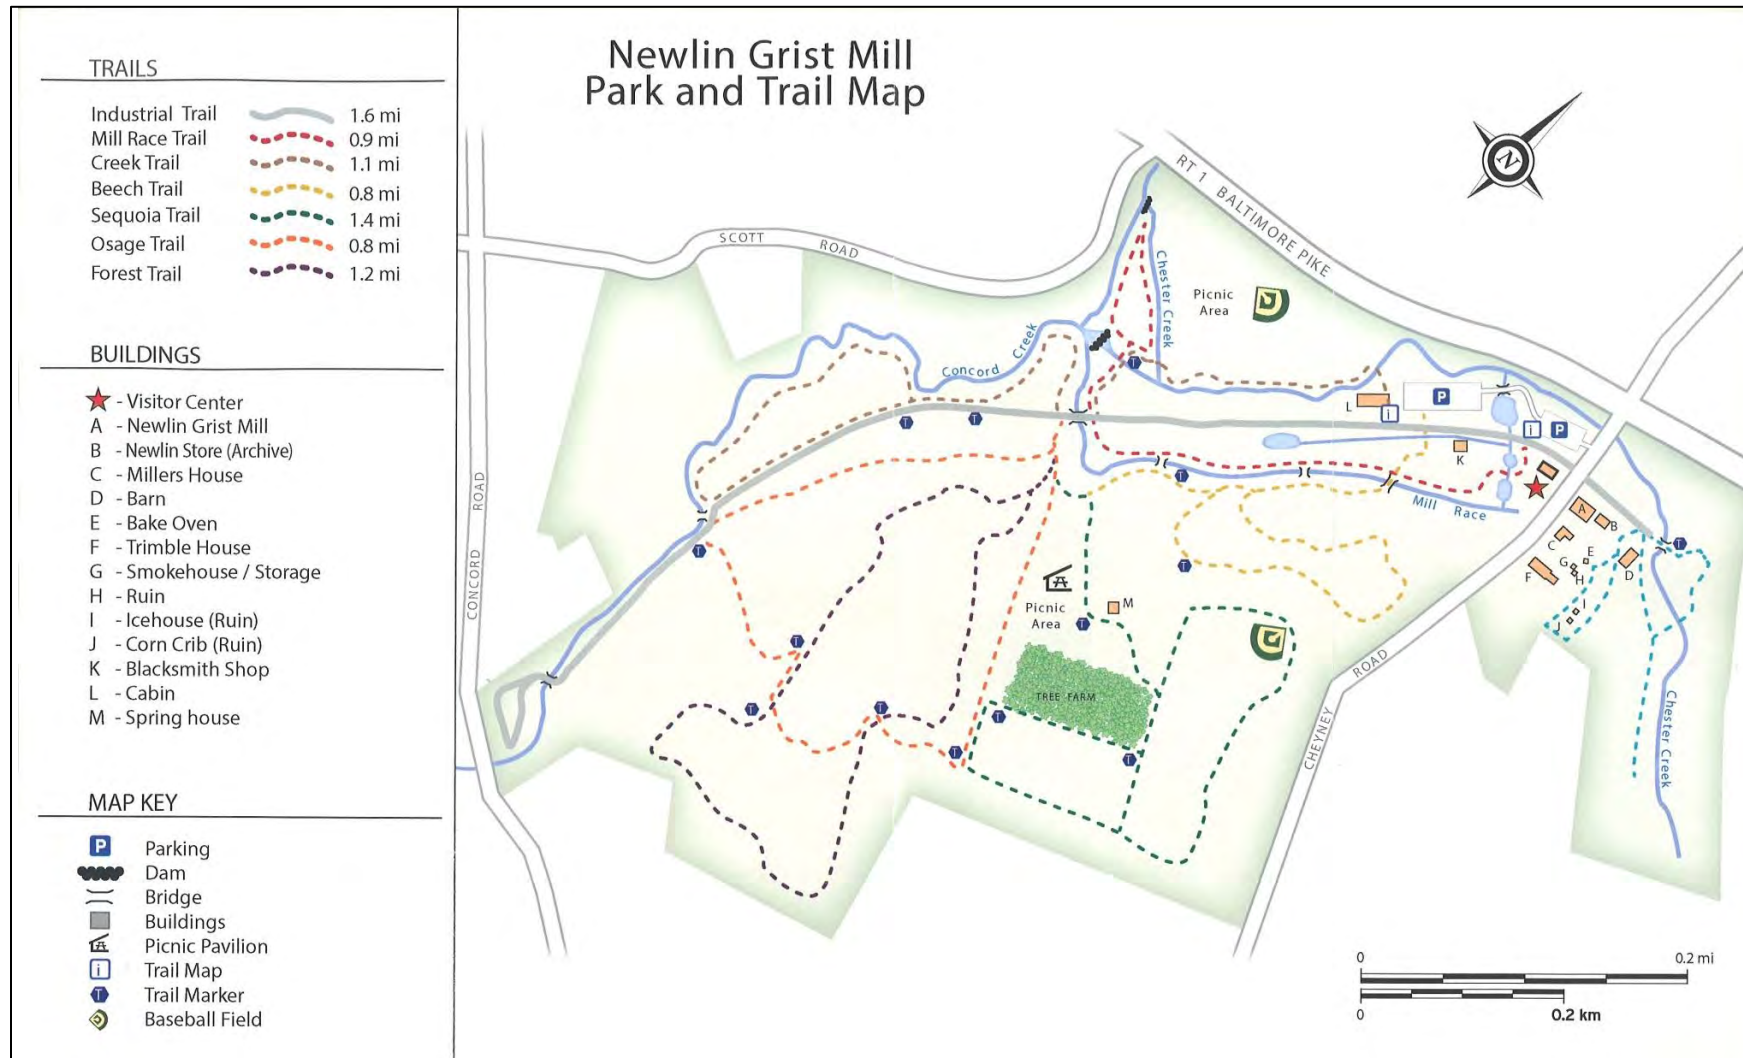 Newlin Grist Mill
Park and Trail Map
TRAILS
Industrial Trail 1.6 mi
Mill Race Trail 0.9 mi
Creek Trail 1.1 mi
Beech Trail 0.8 mi
Sequoia Trail 1.4 mi
Osage Trail 0.8 mi
Forest Trail 1.2 mi
BUILDINGS
- Visitor Center
A - Newlin Grist Mill
B - Newlin Store (Archive)
C - Millers House
D - Barn
E - Bake Oven
F - Trimble House
G - Smokehouse / Storage
H - Ruin
I - Icehouse (Ruin)
J - Corn Crib (Ruin)
K - Blacksmith Shop
L - Cabin
M - Spring house
MAP KEY
P Parking
Dam
Bridge
Buildings
Picnic Pavilion
i Trail Map
T Trail Marker
Baseball Field
N
RT 1 BALTIMORE PIKE
SCOTT ROAD
Chester Creek
Picnic
Area
Concord Creek
T
T
T
L
i
P
i
P
K
T
Mill Race
CONCORD ROAD
T
A
B
C
E
G
H
F
D
I
J
T
T
Picnic
Area
M
T
T
TREE FARM
T
T
T
T
T
CHEYNEY ROAD
Chester Creek
0 0.2 mi
0 0.2 km